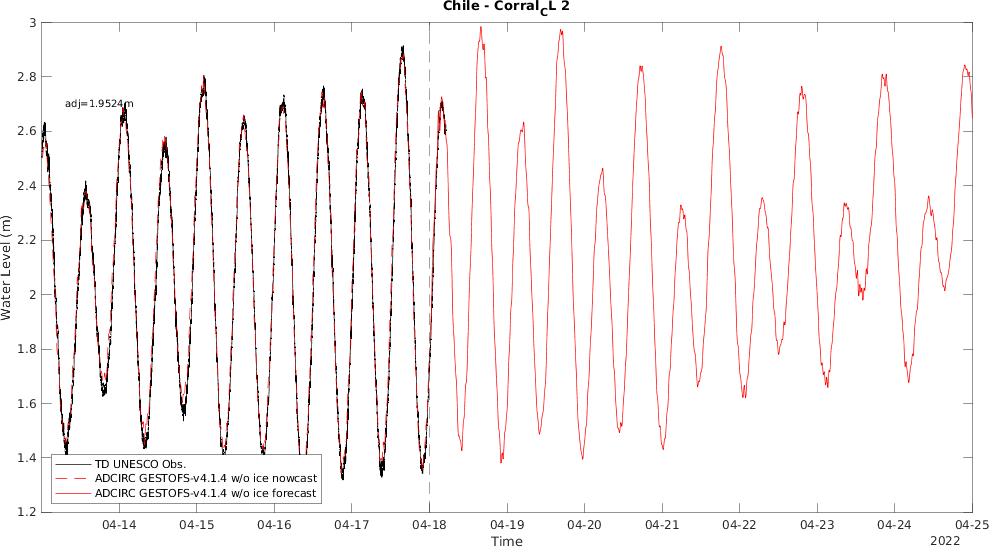 Chile - Corral_CL 2
3
2.8
2.6
2.4
2.2
2
1.8
1.6
1.4
1.2
Water Level (m)
adj=1.9524m
TD UNESCO Obs.
ADCIRC GESTOFS-v4.1.4 w/o ice nowcast
ADCIRC GESTOFS-v4.1.4 w/o ice forecast
04-14 04-15 04-16 04-17 04-18 04-19 04-20 04-21 04-22 04-23 04-24 04-25
Time
2022